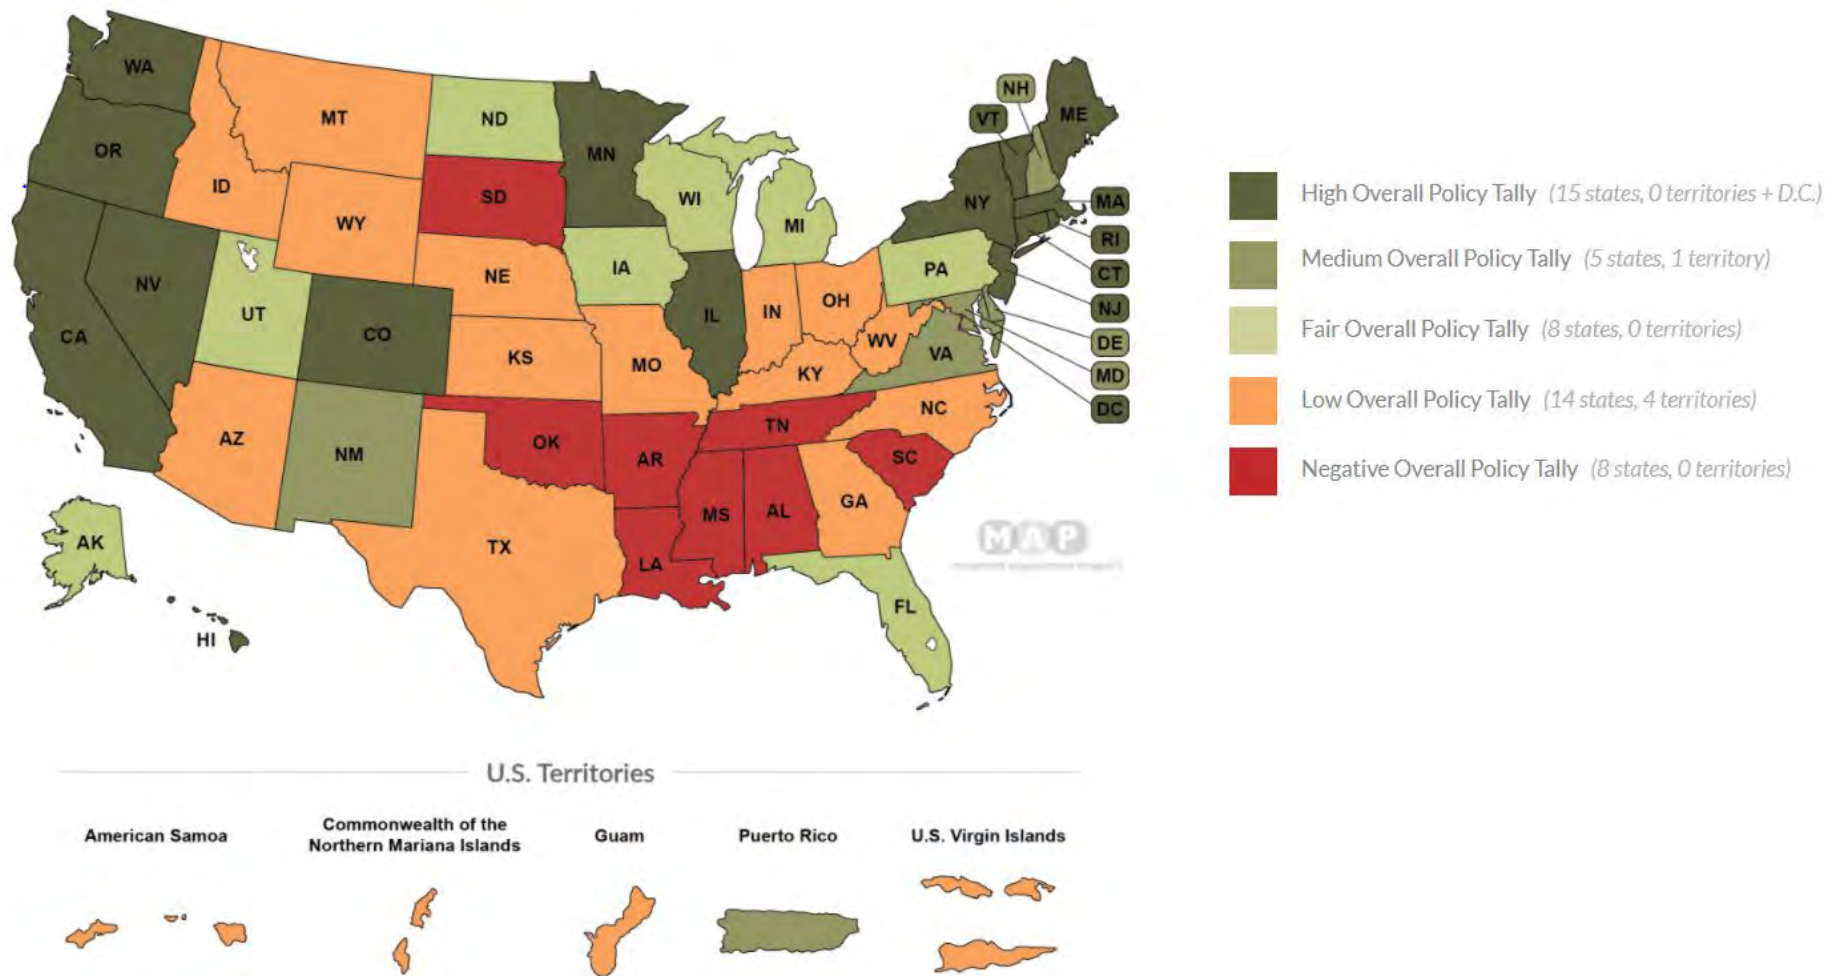 WA
MT
ND
MN
OR
ID
SD
WY
WI
MI
NY
NH
VT
ME
MA
RI
CT
NJ
DE
MD
DC
NE
IA
PA
NV
UT
CO
CA
IL
IN
OH
WV
VA
KS
MO
KY
AZ
NM
OK
AR
TN
NC
SC
TX
LA
MS
AL
GA
FL
AK
HI
MAP
High Overall Policy Tally (15 states, 0 territories + D.C.)
Medium Overall Policy Tally (5 states, 1 territory)
Fair Overall Policy Tally (8 states, 0 territories)
Low Overall Policy Tally (14 states, 4 territories)
Negative Overall Policy Tally (8 states, 0 territories)
U.S. Territories
American Samoa
Commonwealth of the
Northern Mariana Islands
Guam
Puerto Rico
U.S. Virgin Islands